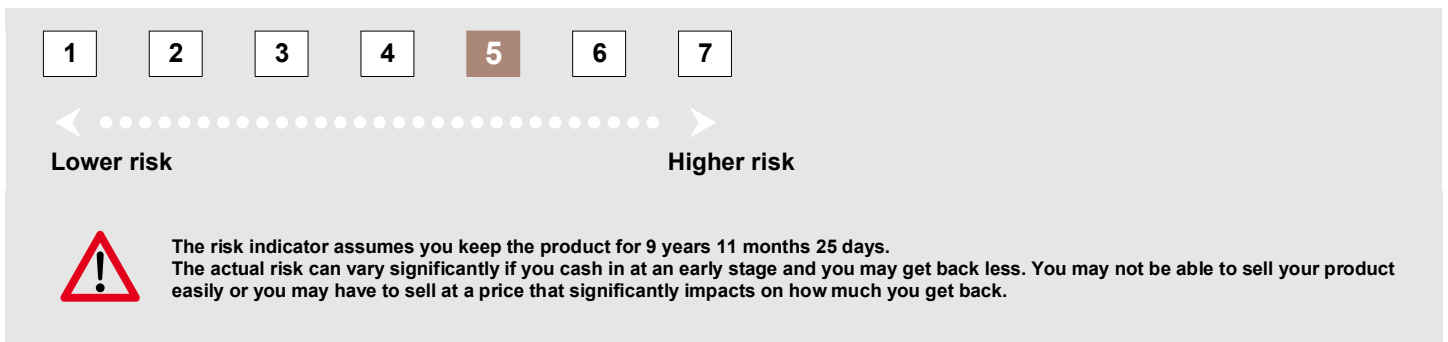 1 2 3 4 5 6 7
Lower risk Higher risk
The risk indicator assumes you keep the product for 9 years 11 months 25 days.
The actual risk can vary significantly if you cash in at an early stage and you may get back less. You may not be able to sell your product
easily or you may have to sell at a price that significantly impacts on how much you get back.